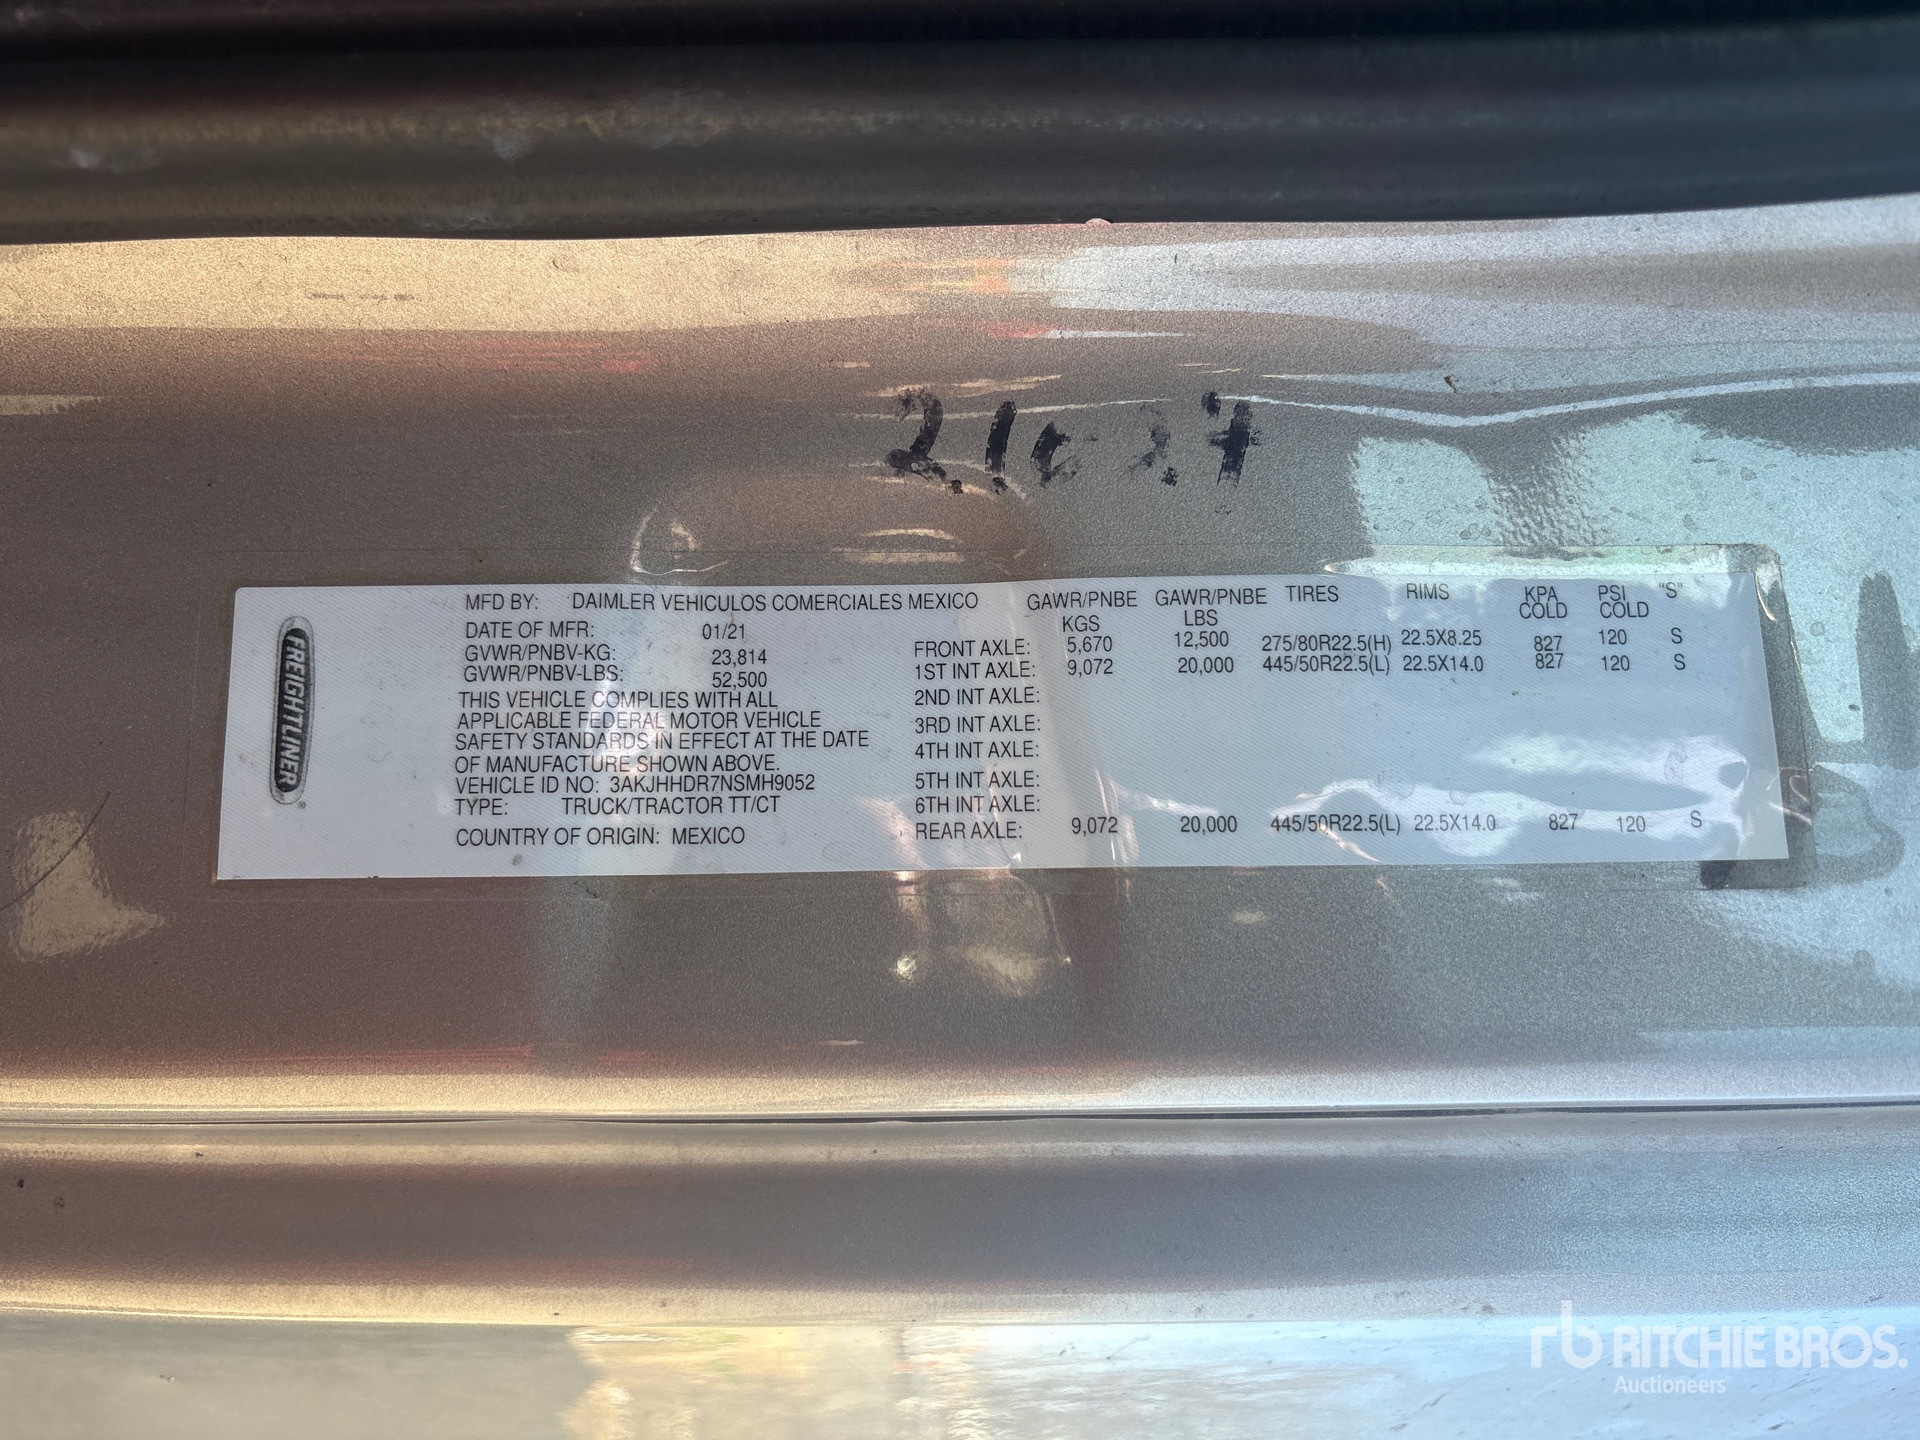 MFD BY: DAIMLER VEHICULOS COMERCIALES MEXICO
DATE OF MFR: 01/21
GVWR/PNBV-KG: 23,814
GVWR/PNBV-LBS: 52,500
THIS VEHICLE COMPLIES WITH ALL
APPLICABLE FEDERAL MOTOR VEHICLE
SAFETY STANDARDS IN EFFECT AT THE DATE
OF MANUFACTURE SHOWN ABOVE.
VEHICLE ID NO: 3AKJHHDR7NSMH9052
TYPE: TRUCK/TRACTOR TT/CT
COUNTRY OF ORIGIN: MEXICO
FREIGHTLINER®
GAWR/PNBE KGS GAWR/PNBE LBS TIRES RIMS KPA COLD PSI COLD "S"
FRONT AXLE: 5,670 12,500 275/80R22.5(H) 22.5X8.25 827 120 S
1ST INT AXLE: 9,072 20,000 445/50R22.5(L) 22.5X14.0 827 120 S
2ND INT AXLE:
3RD INT AXLE:
4TH INT AXLE:
5TH INT AXLE:
6TH INT AXLE:
REAR AXLE: 9,072 20,000 445/50R22.5(L) 22.5X14.0 827 120 S
rb RITCHIE BROS.
Auctioneers